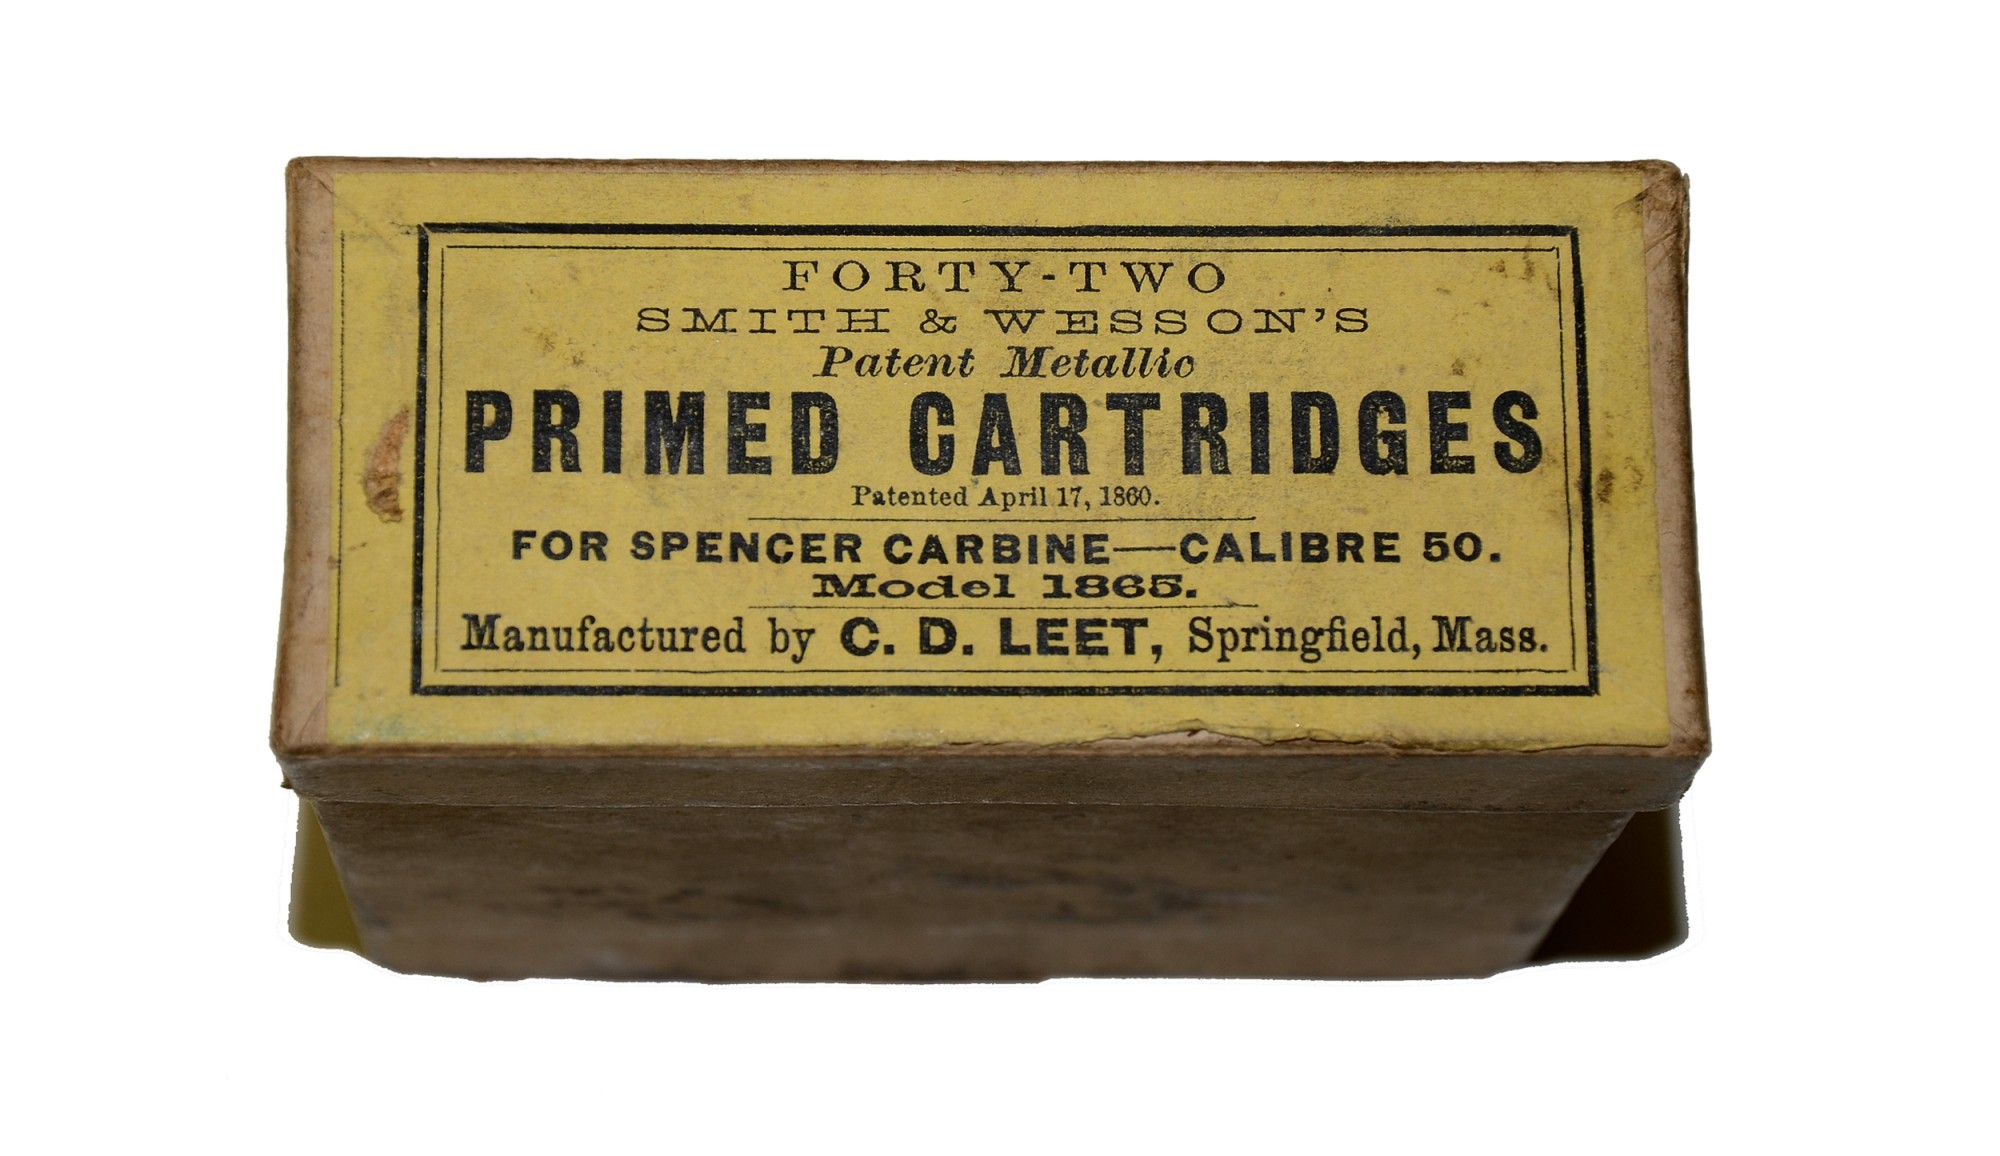 FORTY-TWO
SMITH & WESSON'S
Patent Metallic
PRIMED CARTRIDGES
Patented April 17, 1860.
FOR SPENCER CARBINE—CALIBRE 50.
Model 1865.
Manufactured by C. D. LEET, Springfield, Mass.